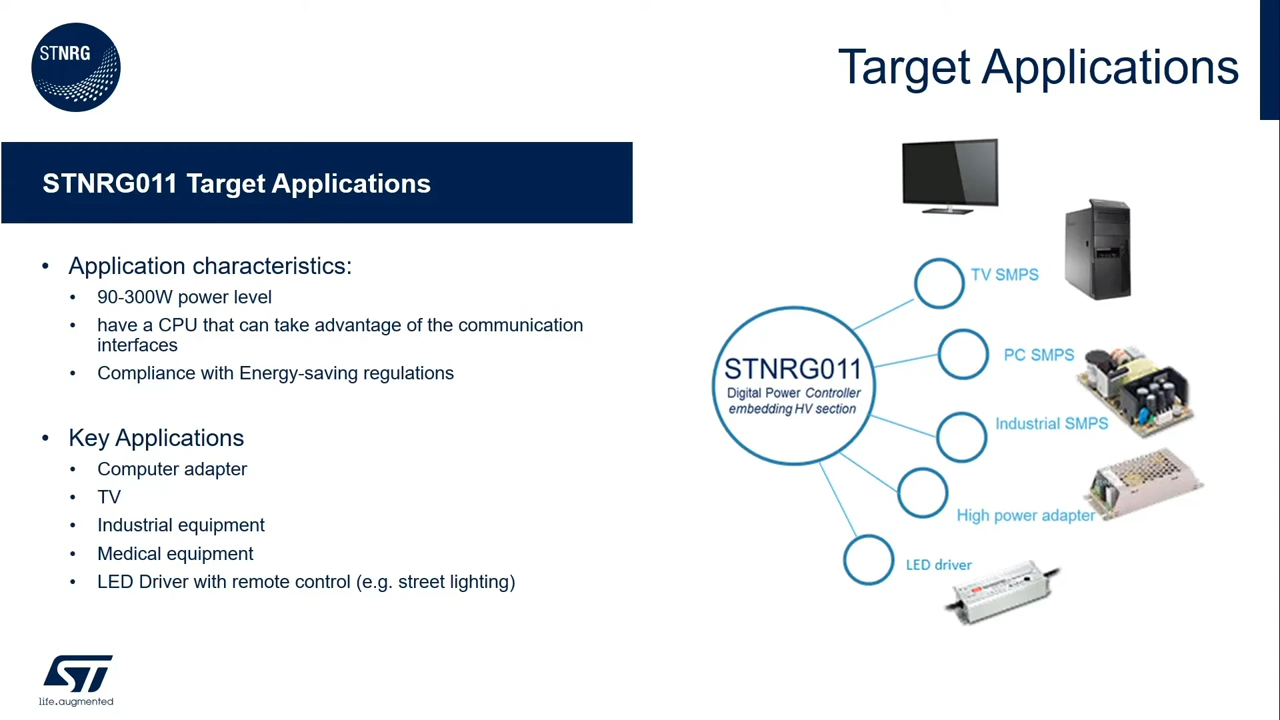 STNRG
Target Applications
STNRG011 Target Applications
• Application characteristics:
• 90-300W power level
• have a CPU that can take advantage of the communication
interfaces
• Compliance with Energy-saving regulations
• Key Applications
• Computer adapter
• TV
• Industrial equipment
• Medical equipment
• LED Driver with remote control (e.g. street lighting)
STNRG011
Digital Power Controller
embedding HV section
TV SMPS
PC SMPS
Industrial SMPS
High power adapter
LED driver
ST
life.augmented